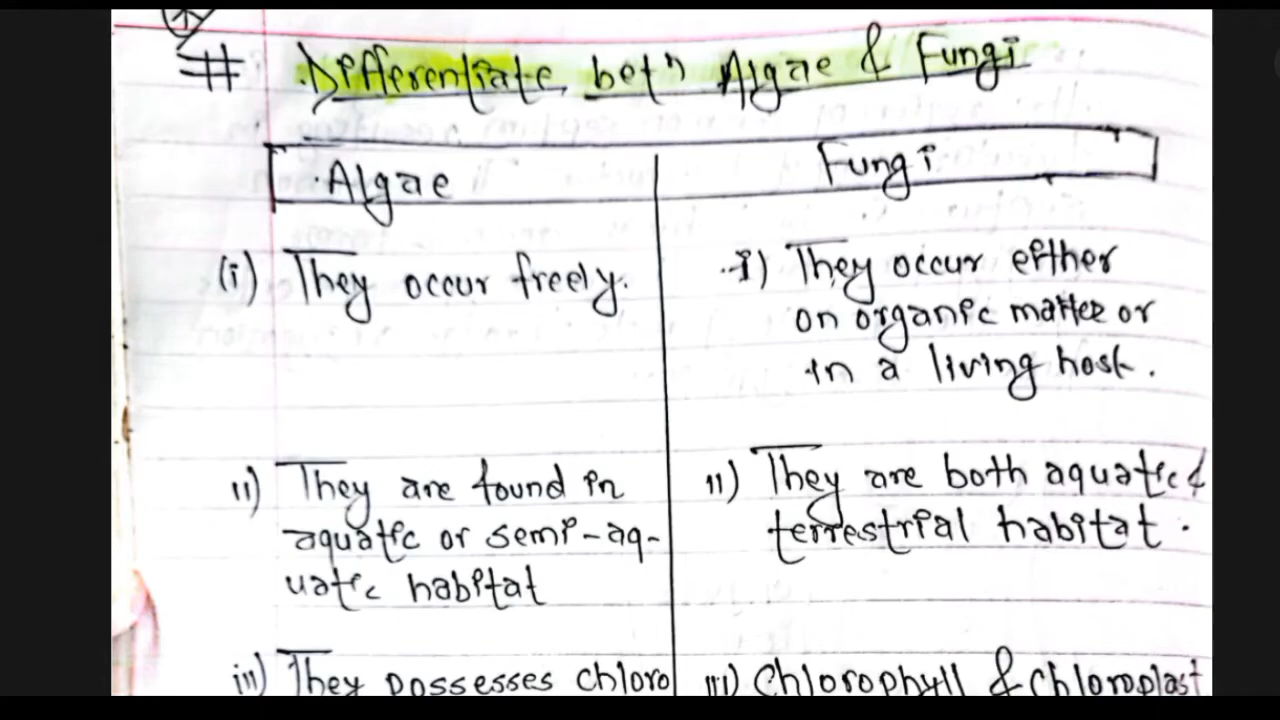 # Differentiate betn Algae & Fungi
Algae
Fungi
(i) They occur freely.
i) They occur either
on organic matter or
in a living host.
ii) They are found in
aquatic or semi-aq-
uatic habitat
ii) They are both aquatic &
terrestrial habitat.
iii) They possesses chloro
iii) Chlorophyll & chloroplast